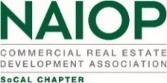 NAIOP
COMMERCIAL REAL ESTATE
DEVELOPMENT ASSOCIATION
SoCAL CHAPTER